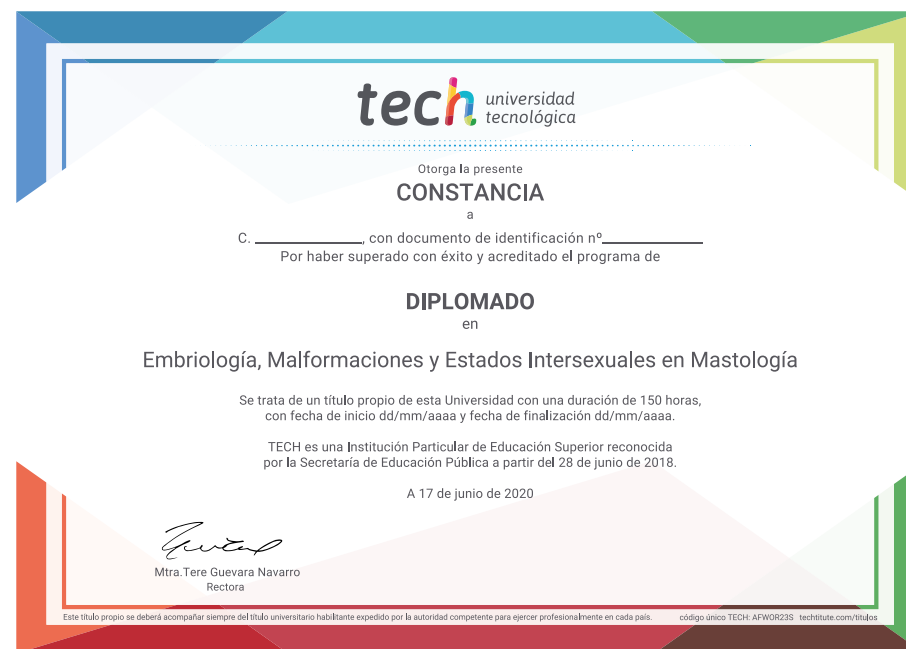 tech universidad
tecnológica
Otorga la presente
CONSTANCIA
a
C. ____________, con documento de identificación nº____________
Por haber superado con éxito y acreditado el programa de
DIPLOMADO
en
Embriología, Malformaciones y Estados Intersexuales en Mastología
Se trata de un título propio de esta Universidad con una duración de 150 horas,
con fecha de inicio dd/mm/aaaa y fecha de finalización dd/mm/aaaa.
TECH es una Institución Particular de Educación Superior reconocida
por la Secretaría de Educación Pública a partir del 28 de junio de 2018.
A 17 de junio de 2020
Mtra.Tere Guevara Navarro
Rectora
Este título propio se deberá acompañar siempre del título universitario habilitante expedido por la autoridad competente para ejercer profesionalmente en cada país. código único TECH: AFWOR23S techtitute.com/titulos